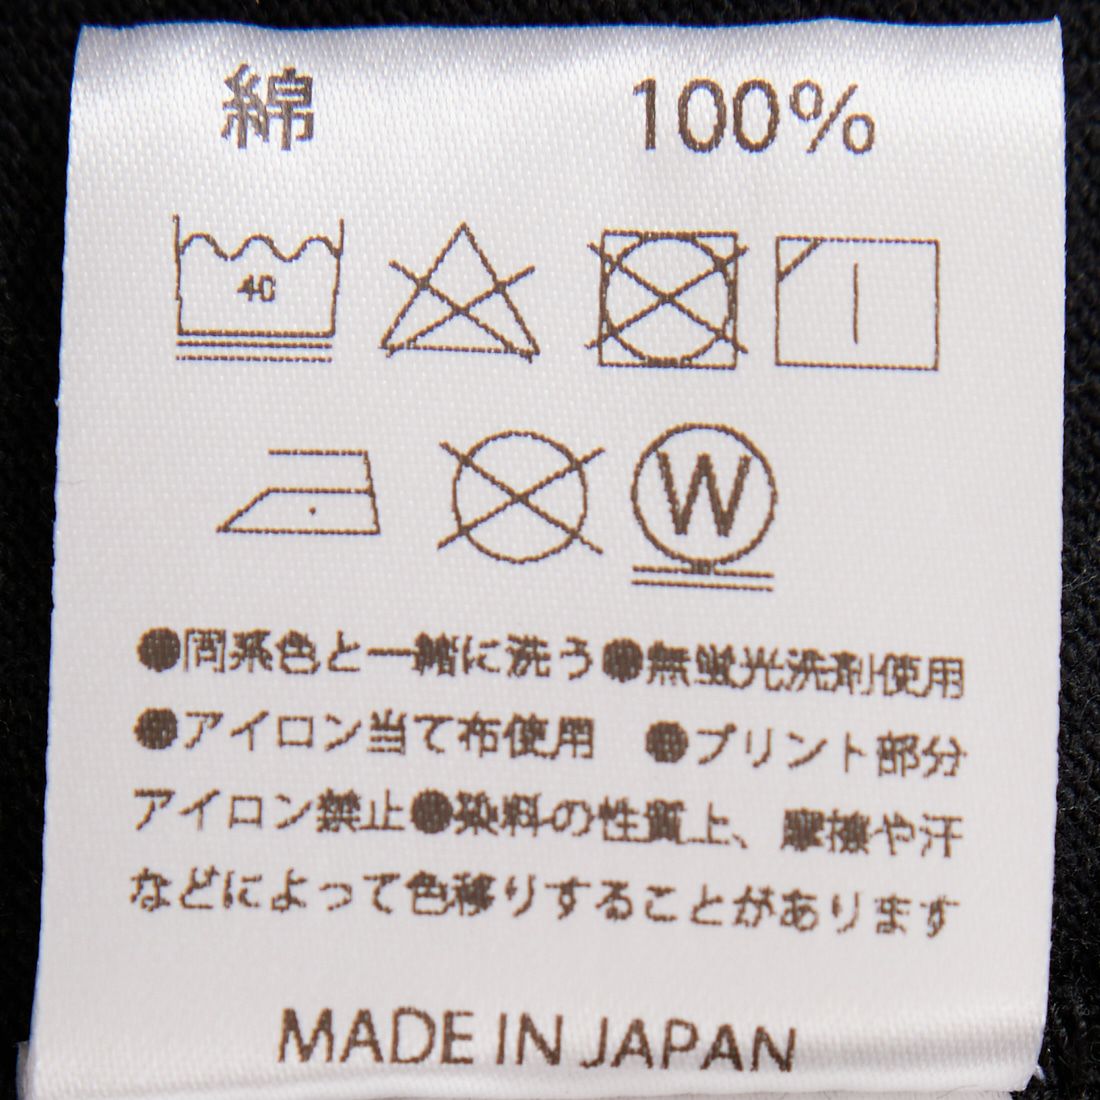 綿 100%
40
W
●同系色と一緒に洗う●無蛍光洗剤使用
●アイロン当て布使用 ●プリント部分
アイロン禁止●染料の性質上、摩擦や汗
などによって色移りすることがあります
MADE IN JAPAN